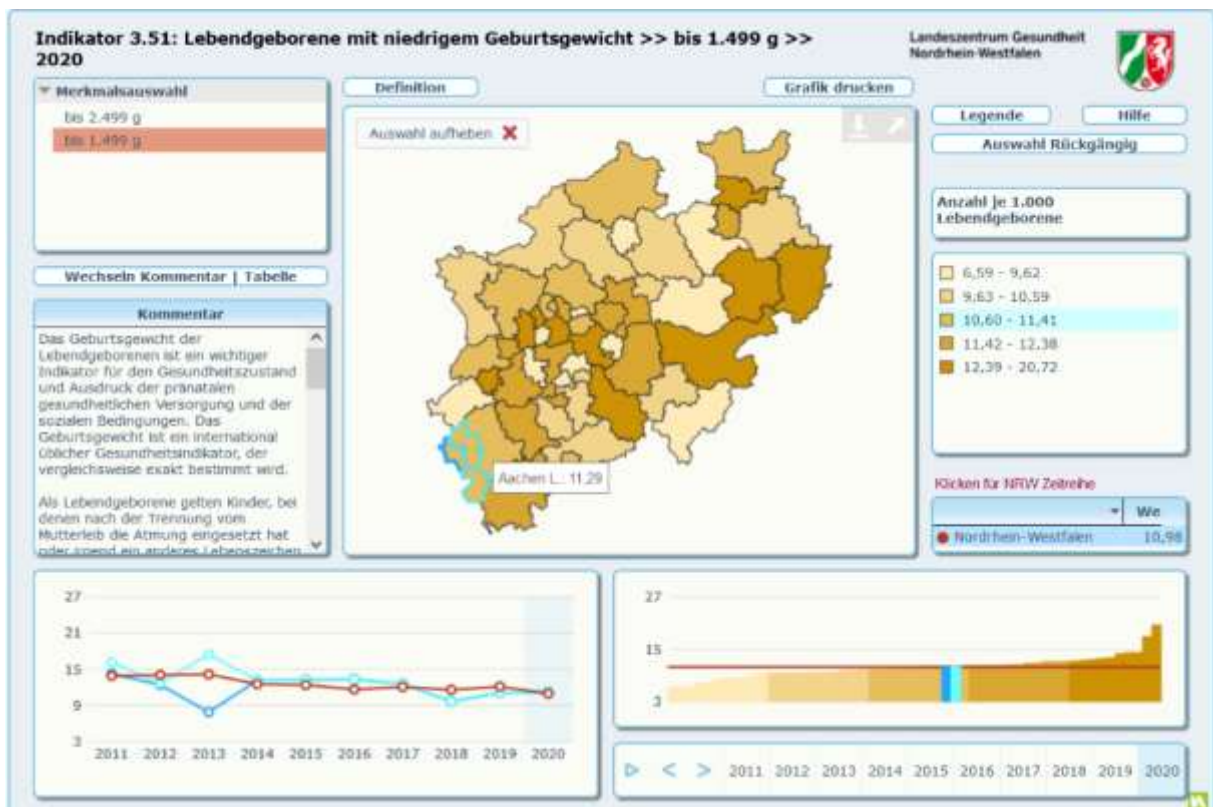 Indikator 3.51: Lebendgeborene mit niedrigem Geburtsgewicht >> bis 1.499 g >>
2020
Landeszentrum Gesundheit
Nordrhein-Westfalen
Merkmalsauswahl
bis 2.499 g
bis 1.499 g
Definition
Grafik drucken
Auswahl aufheben
Legende
Hilfe
Auswahl Rückgängig
Anzahl je 1.000
Lebendgeborene
6,59 - 9,62
9,63 - 10,59
10,60 - 11,41
11,42 - 12,38
12,39 - 20,72
Wechseln Kommentar | Tabelle
Kommentar
Das Geburtsgewicht der
Lebendgeborenen ist ein wichtiger
Indikator für den Gesundheitszustand
und Ausdruck der pränatalen
gesundheitlichen Versorgung und der
sozialen Bedingungen. Das
Geburtsgewicht ist ein international
üblicher Gesundheitsindikator, der
vergleichsweise exakt bestimmt wird.
Als Lebendgeborene gelten Kinder, bei
denen nach der Trennung vom
Mutterleib die Atmung eingesetzt hat
oder irgend ein anderes Lebenszeichen
Aachen L.: 11,29
Klicken für NRW Zeitreihe
We
Nordrhein-Westfalen 10,98
27
21
15
9
3
2011 2012 2013 2014 2015 2016 2017 2018 2019 2020
27
15
3
2011 2012 2013 2014 2015 2016 2017 2018 2019 2020